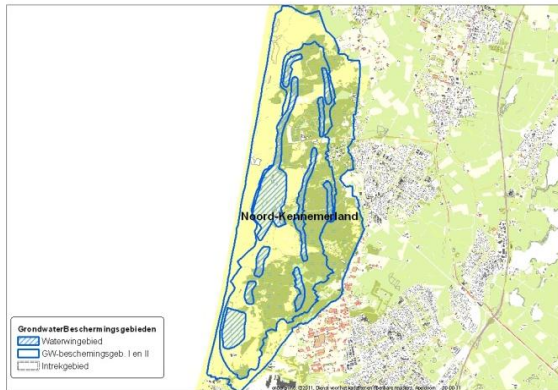 Noord-Kennemerland
GrondwaterBeschermingsgebieden
Waterwingebied
GW-beschermingsgeb. I en II
Intrekgebied